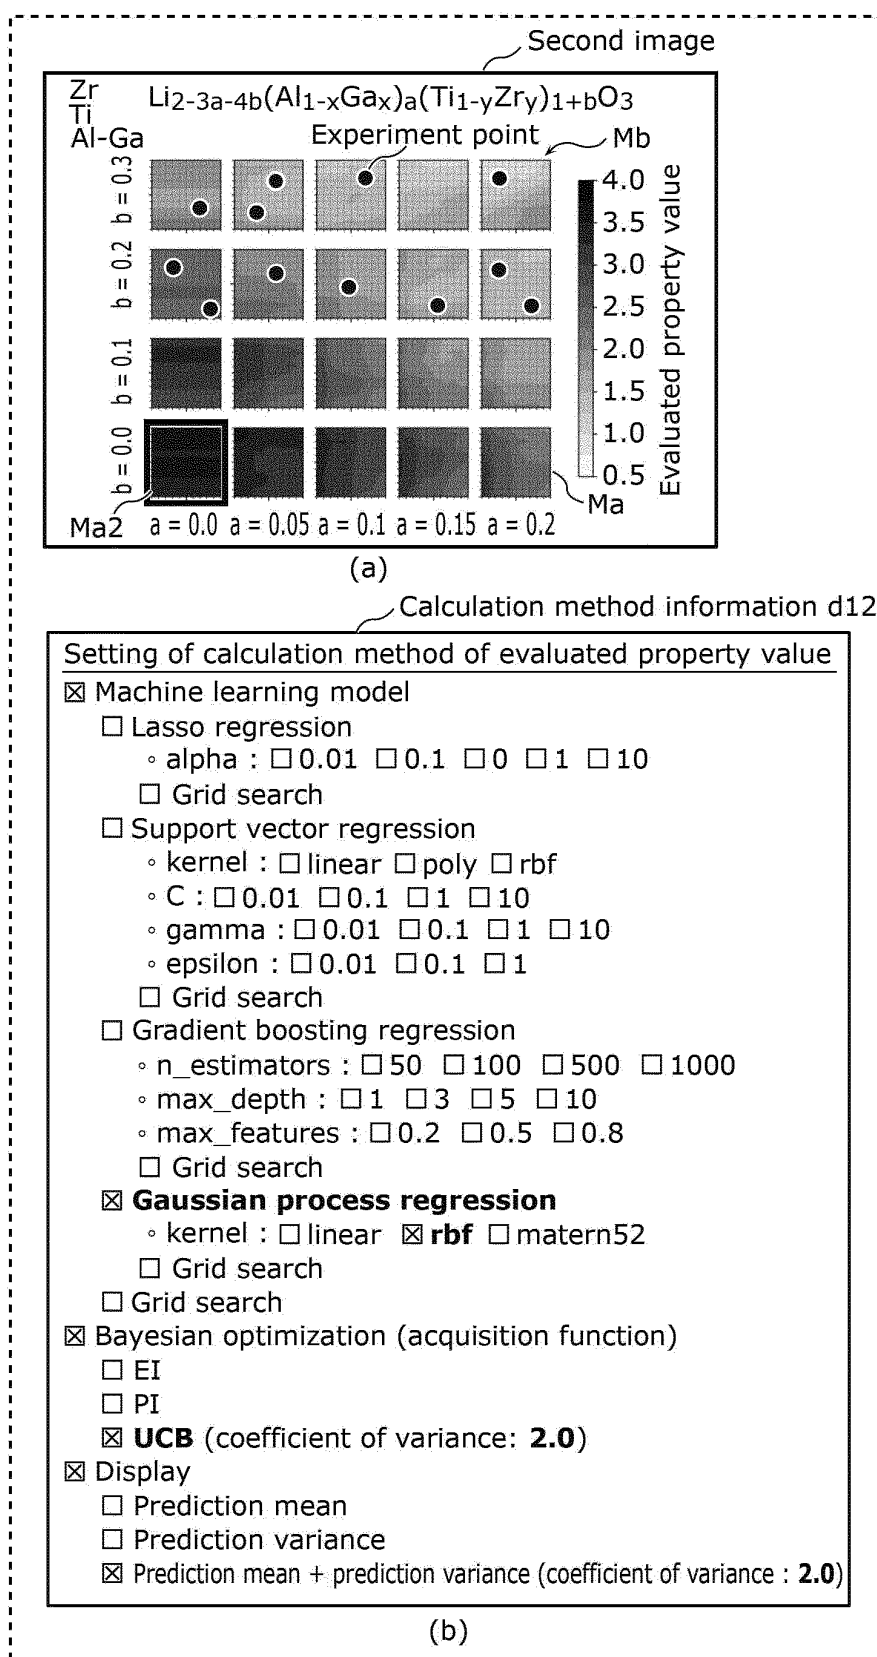 Second image
Zr
Ti
Al-Ga
Li2-3a-4b(Al1-xGax)a(Ti1-yZry)1+bO3
Experiment point
Mb
b = 0.3
b = 0.2
b = 0.1
b = 0.0
4.0
3.5
3.0
2.5
2.0
1.5
1.0
0.5
Evaluated property value
Ma
Ma2
a = 0.0 a = 0.05 a = 0.1 a = 0.15 a = 0.2
(a)
Calculation method information d12
Setting of calculation method of evaluated property value
☒ Machine learning model
☐ Lasso regression
◦ alpha : ☐ 0.01 ☐ 0.1 ☐ 0 ☐ 1 ☐ 10
☐ Grid search
☐ Support vector regression
◦ kernel : ☐ linear ☐ poly ☐ rbf
◦ C : ☐ 0.01 ☐ 0.1 ☐ 1 ☐ 10
◦ gamma : ☐ 0.01 ☐ 0.1 ☐ 1 ☐ 10
◦ epsilon : ☐ 0.01 ☐ 0.1 ☐ 1
☐ Grid search
☐ Gradient boosting regression
◦ n_estimators : ☐ 50 ☐ 100 ☐ 500 ☐ 1000
◦ max_depth : ☐ 1 ☐ 3 ☐ 5 ☐ 10
◦ max_features : ☐ 0.2 ☐ 0.5 ☐ 0.8
☐ Grid search
☒ Gaussian process regression
◦ kernel : ☐ linear ☒ rbf ☐ matern52
☐ Grid search
☐ Grid search
☒ Bayesian optimization (acquisition function)
☐ EI
☐ PI
☒ UCB (coefficient of variance: 2.0)
☒ Display
☐ Prediction mean
☐ Prediction variance
☒ Prediction mean + prediction variance (coefficient of variance : 2.0)
(b)